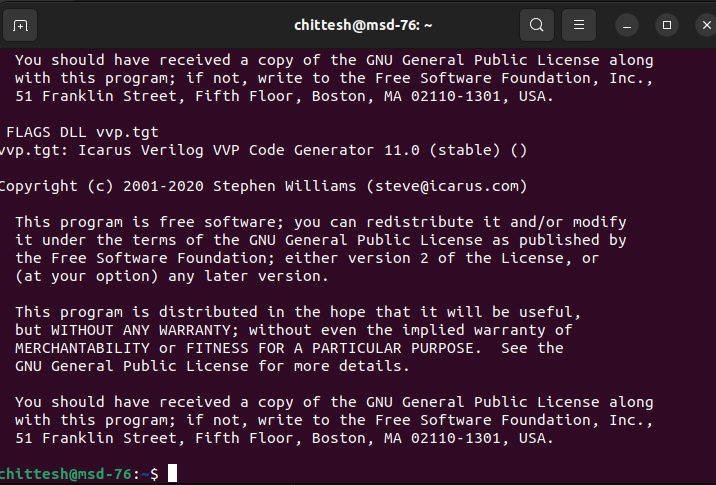 chittesh@msd-76: ~
You should have received a copy of the GNU General Public License along
with this program; if not, write to the Free Software Foundation, Inc.,
51 Franklin Street, Fifth Floor, Boston, MA 02110-1301, USA.
FLAGS DLL vvp.tgt
vvp.tgt: Icarus Verilog VVP Code Generator 11.0 (stable) ()
Copyright (c) 2001-2020 Stephen Williams (steve@icarus.com)
This program is free software; you can redistribute it and/or modify
it under the terms of the GNU General Public License as published by
the Free Software Foundation; either version 2 of the License, or
(at your option) any later version.
This program is distributed in the hope that it will be useful,
but WITHOUT ANY WARRANTY; without even the implied warranty of
MERCHANTABILITY or FITNESS FOR A PARTICULAR PURPOSE.  See the
GNU General Public License for more details.
You should have received a copy of the GNU General Public License along
with this program; if not, write to the Free Software Foundation, Inc.,
51 Franklin Street, Fifth Floor, Boston, MA 02110-1301, USA.
chittesh@msd-76:~$